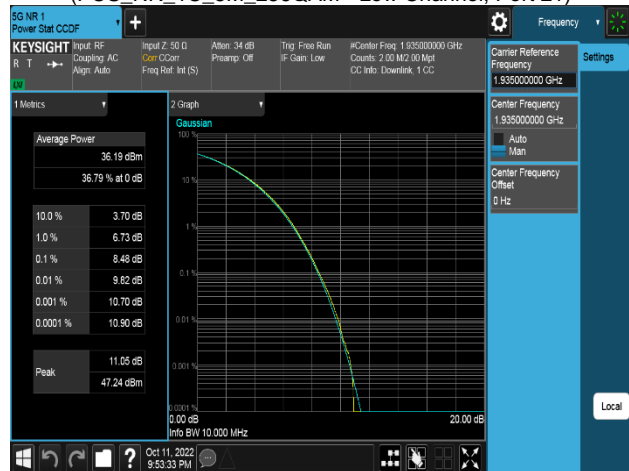 5G NR 1
Power Stat CCDF
Frequency
KEYSIGHT
R T
LV
Input: RF
Coupling: AC
Align: Auto
Input Z: 50 Ω
Corr CCorr
Freq Ref: Int (S)
Atten: 34 dB
Preamp: Off
Trig: Free Run
IF Gain: Low
#Center Freq: 1.935000000 GHz
Counts: 2.00 M/2.00 Mpt
CC Info: Downlink, 1 CC
Carrier Reference
Frequency
1.935000000 GHz
Settings
Center Frequency
1.935000000 GHz
Auto
Man
Center Frequency
Offset
0 Hz
Local
1 Metrics
Average Power
36.19 dBm
36.79 % at 0 dB
10.0 % 3.70 dB
1.0 % 6.73 dB
0.1 % 8.48 dB
0.01 % 9.82 dB
0.001 % 10.70 dB
0.0001 % 10.90 dB
Peak
11.05 dB
47.24 dBm
2 Graph
Gaussian
100 %
10 %
1 %
0.1 %
0.01 %
0.001 %
0.0001 %
0.00 dB 20.00 dB
Info BW 10.000 MHz
Oct 11, 2022
9:53:33 PM